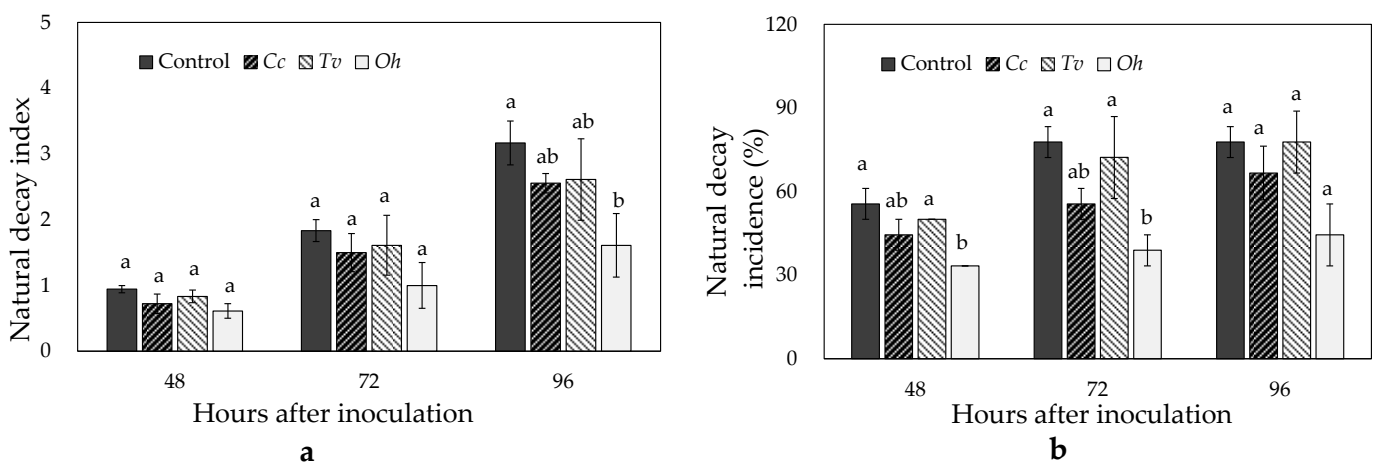 5
4
3
2
1
0
Natural decay index
Control Cc Tv Oh
a a a a
a a a a
a ab ab b
48 72 96
Hours after inoculation
a
120
90
60
30
0
Natural decay
incidence (%)
Control Cc Tv Oh
a ab a b
a ab a b
a a a a
48 72 96
Hours after inoculation
b